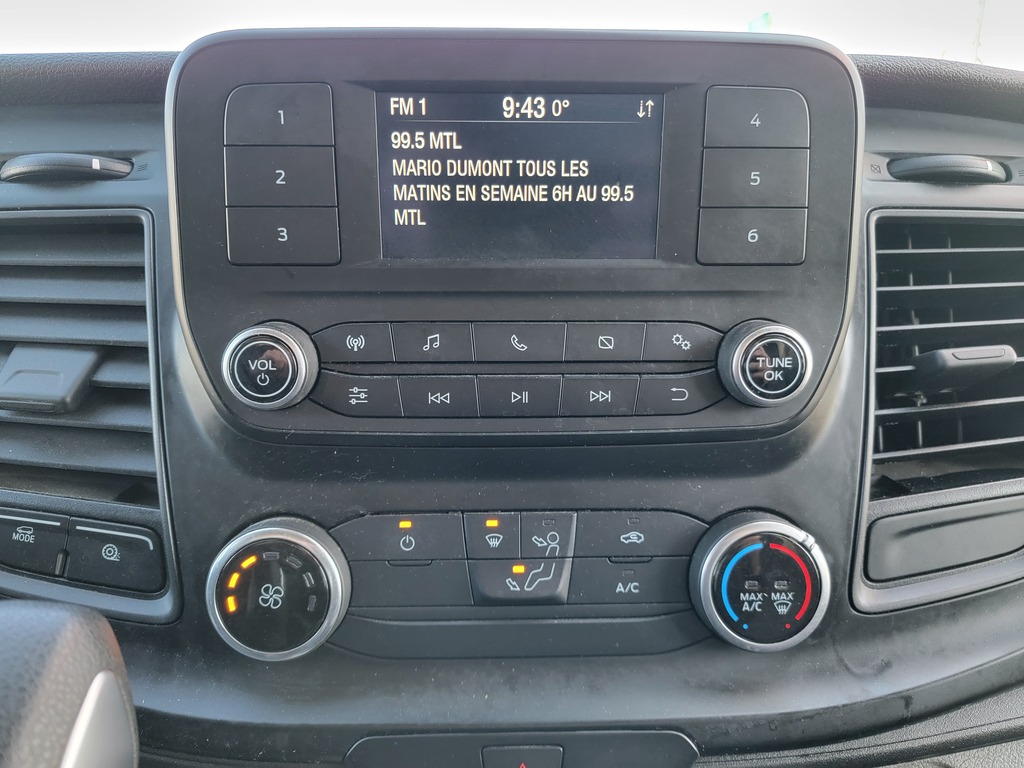 FM 1 9:43 0°
99.5 MTL
MARIO DUMONT TOUS LES
MATINS EN SEMAINE 6H AU 99.5
MTL
1
2
3
4
5
6
VOL
TUNE
OK
MODE
A/C
MAX
A/C
MAX